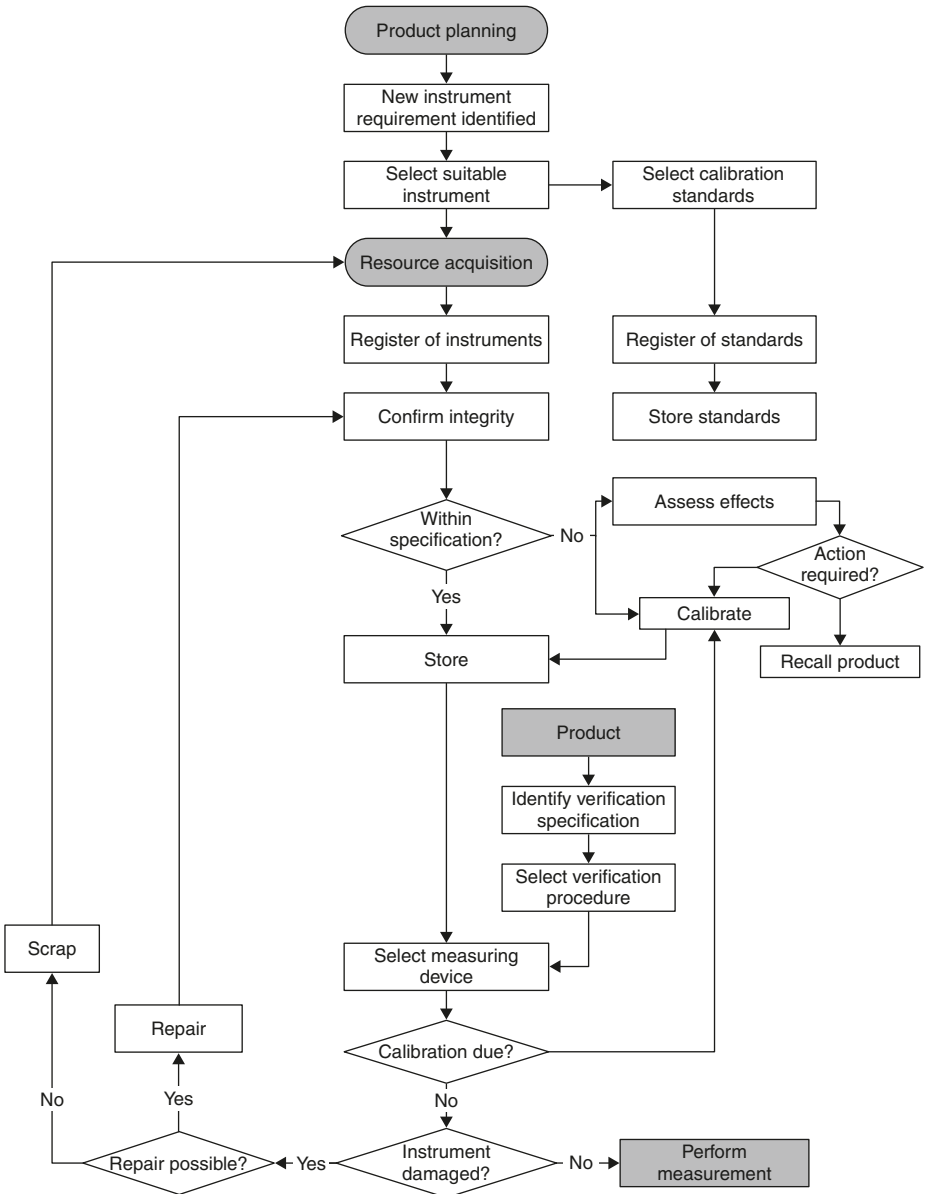 Product planning
New instrument
requirement identified
Select suitable
instrument
Select calibration
standards
Resource acquisition
Register of instruments
Register of standards
Confirm integrity
Store standards
Within
specification?
No
Assess effects
Action
required?
Yes
Calibrate
Store
Recall product
Product
Identify verification
specification
Select verification
procedure
Scrap
Select measuring
device
Repair
Calibration due?
No
Yes
No
Repair possible?
Yes
Instrument
damaged?
No
Perform
measurement